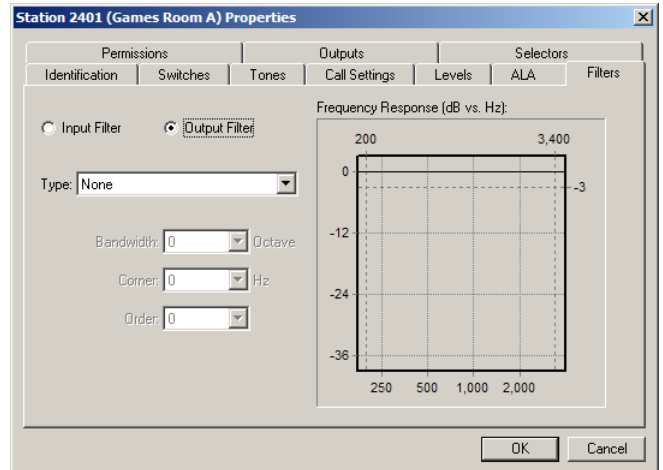 Station 2401 (Games Room A) Properties
Permissions Outputs Selectors
Identification Switches Tones Call Settings Levels ALA Filters
Input Filter Output Filter
Type: None
Bandwidth: 0 Octave
Corner: 0 Hz
Order: 0
Frequency Response (dB vs. Hz):
200 3,400
0
-3
-12
-24
-36
250 500 1,000 2,000
OK Cancel